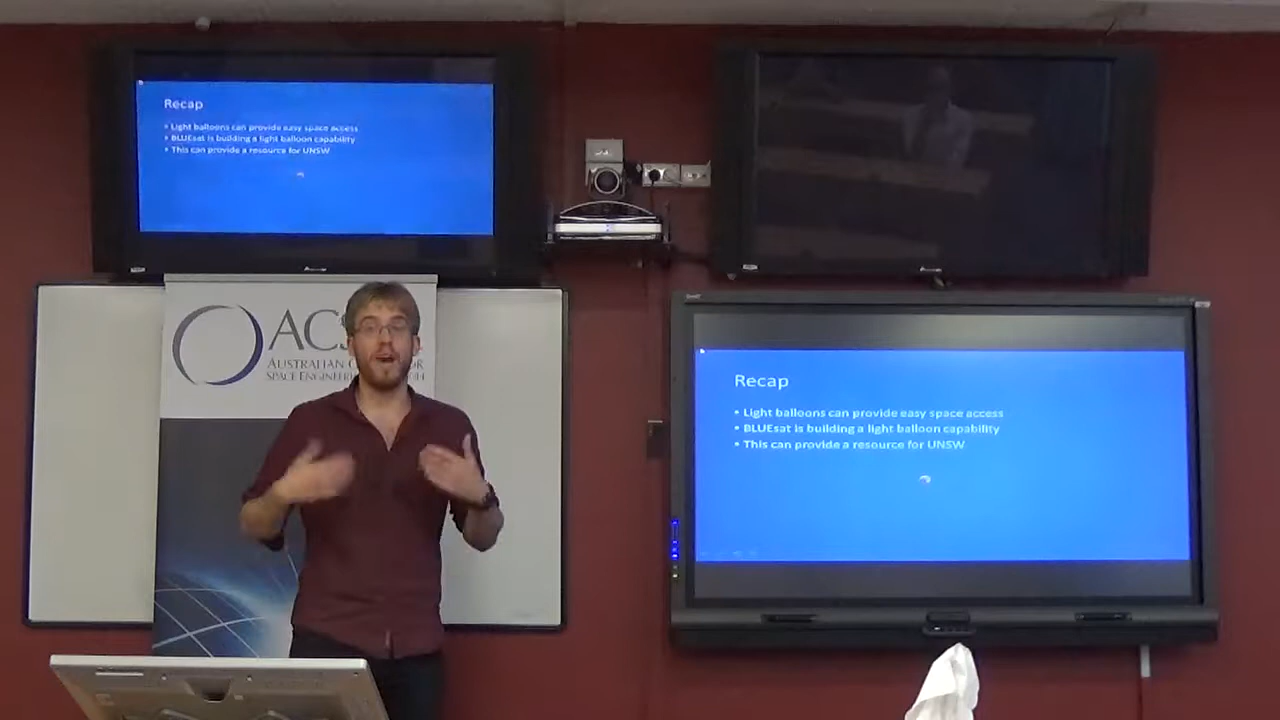 Recap
• Light balloons can provide easy space access
• BLUEsat is building a light balloon capability
• This can provide a resource for UNSW
ACS
AUSTRALIAN
SPACE ENGINEERING
Recap
• Light balloons can provide easy space access
• BLUEsat is building a light balloon capability
• This can provide a resource for UNSW